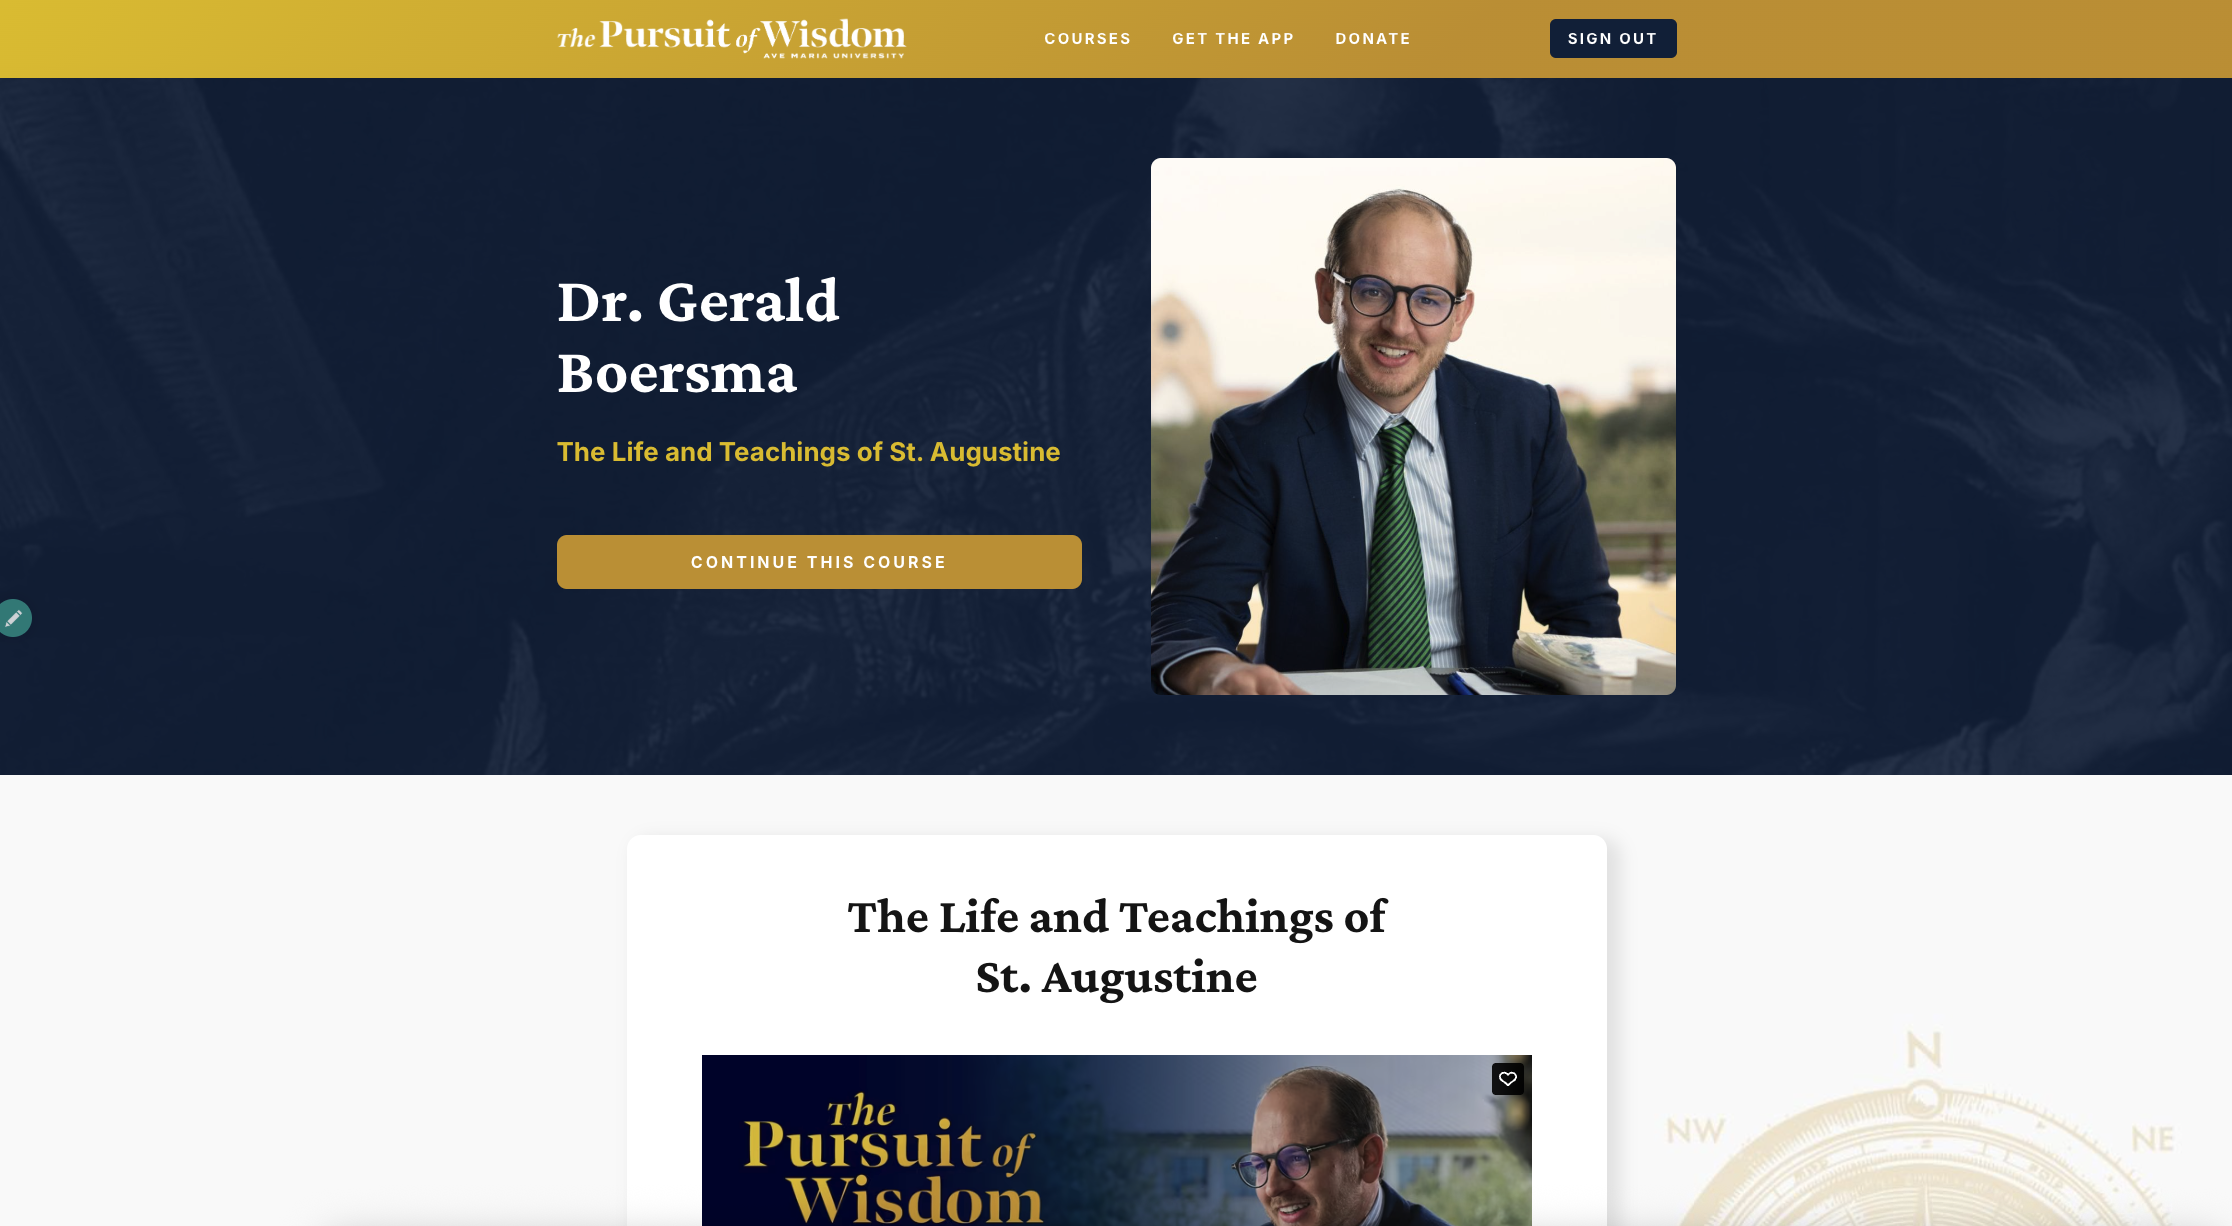 The Pursuit of Wisdom
AVE MARIA UNIVERSITY
COURSES
GET THE APP
DONATE
SIGN OUT
Dr. Gerald
Boersma
The Life and Teachings of St. Augustine
CONTINUE THIS COURSE
The Life and Teachings of
St. Augustine
The
Pursuit of
Wisdom
N
NW
NE